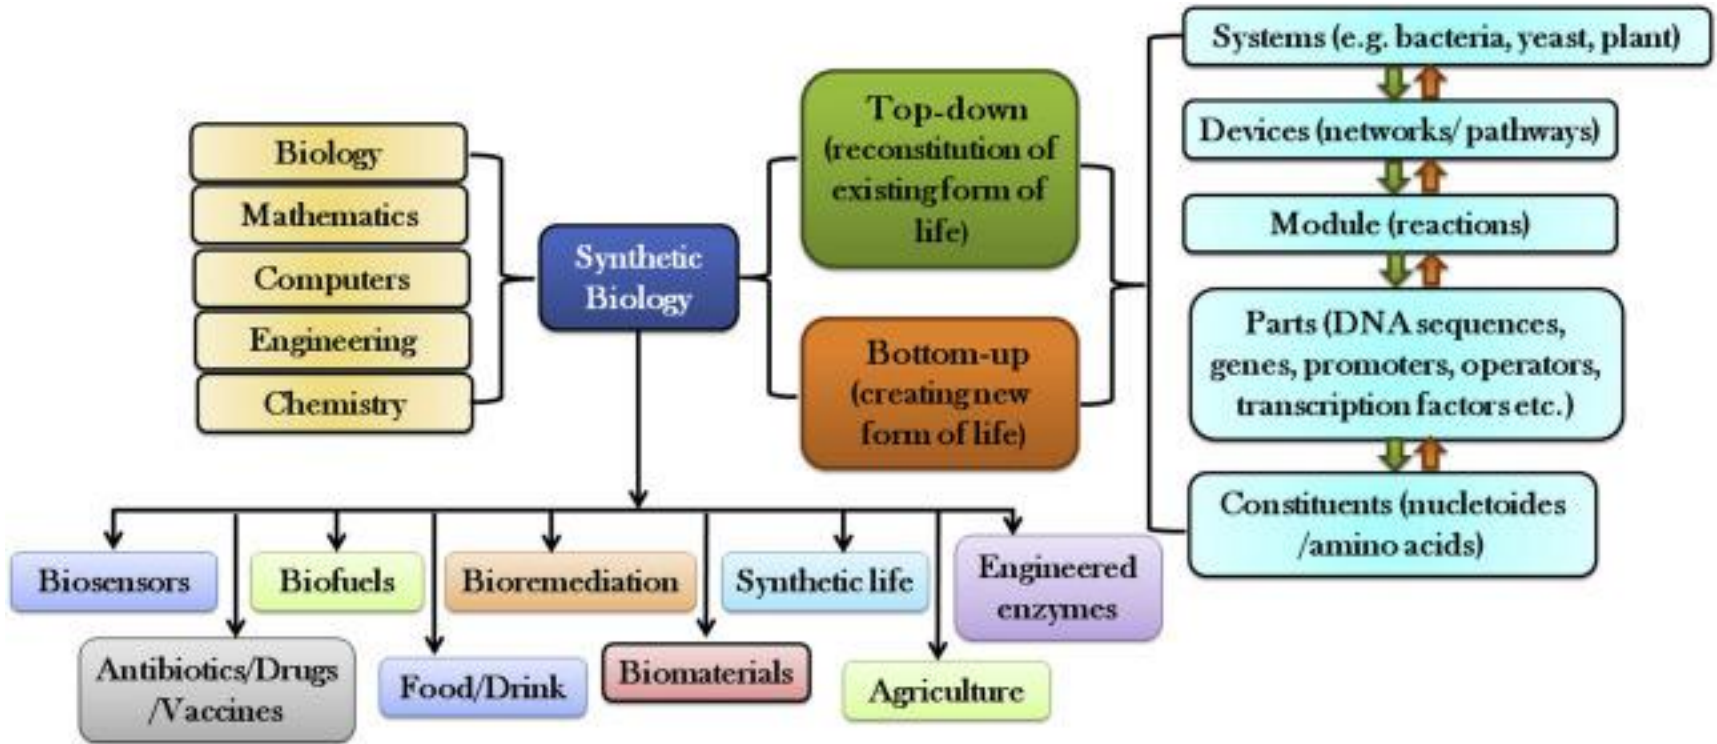 Biology
Mathematics
Computers
Engineering
Chemistry
Synthetic
Biology
Top-down
(reconstitution of
existing form of
life)
Bottom-up
(creating new
form of life)
Systems (e.g. bacteria, yeast, plant)
Devices (networks/ pathways)
Module (reactions)
Parts (DNA sequences,
genes, promoters, operators,
transcription factors etc.)
Constituents (nucletoides
/amino acids)
Biosensors
Biofuels
Bioremediation
Synthetic life
Engineered
enzymes
Antibiotics/Drugs
/Vaccines
Food/Drink
Biomaterials
Agriculture